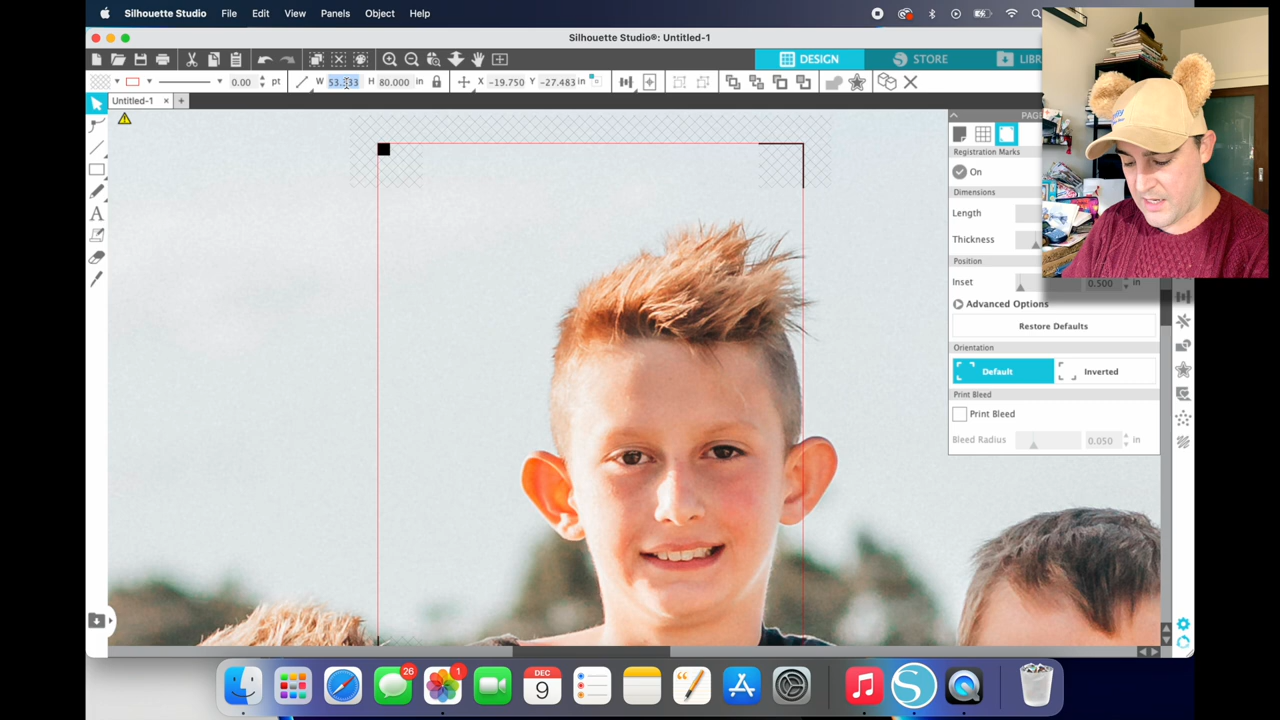 Silhouette Studio File Edit View Panels Object Help
Silhouette Studio®: Untitled-1
DESIGN STORE
0.00 pt W H 80.000 in X -19.750 Y -27.483 in
Untitled-1 × +
Registration Marks
On
Dimensions
Length
Thickness
Position
Inset 0.500 in
Advanced Options
Restore Defaults
Orientation
Default Inverted
Print Bleed
Print Bleed
Bleed Radius 0.050 in
26 1
DEC
9